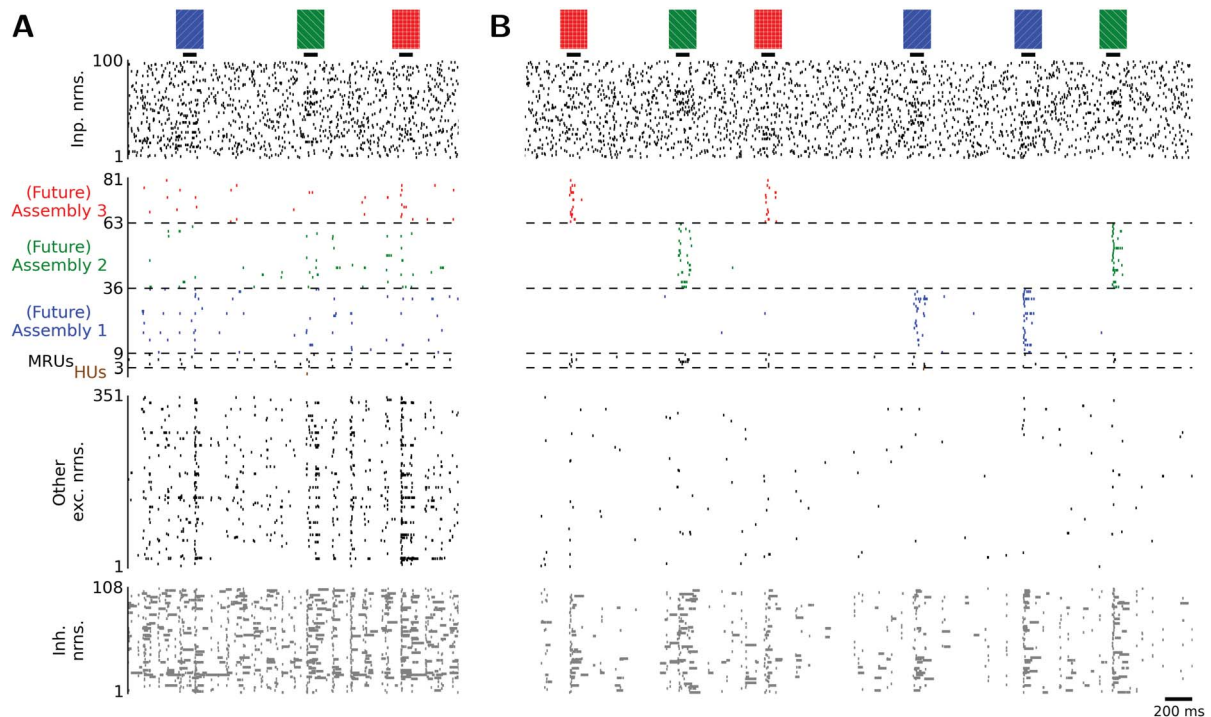 A
B
100
Inp. nrns.
1
81
(Future)
Assembly 3
63
(Future)
Assembly 2
36
(Future)
Assembly 1
9
MRUs
3
HUs
351
Other
exc. nrns.
1
108
Inh.
nrns.
1
200 ms